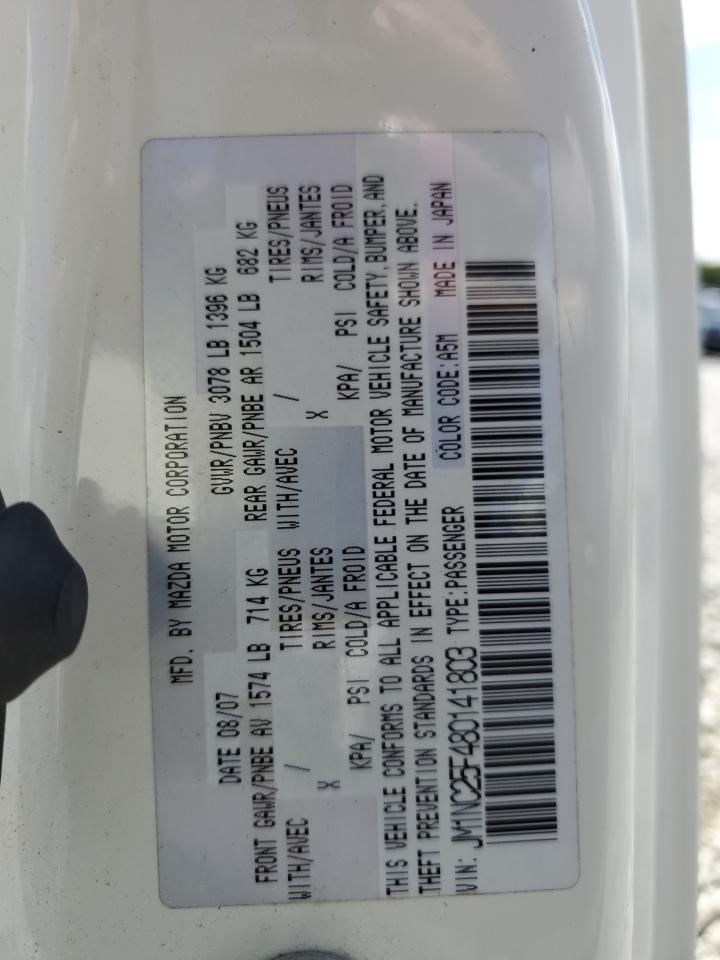 MFD. BY MAZDA MOTOR CORPORATION
DATE 08/07 GVWR/PNBV 3078 LB 1396 KG
FRONT GAWR/PNBE AV 1574 LB 714 KG REAR GAWR/PNBE AR 1504 LB 682 KG
WITH/AVEC / TIRES/PNEUS WITH/AVEC / TIRES/PNEUS
X RIMS/JANTES X RIMS/JANTES
KPA/ PSI COLD/A FROID KPA/ PSI COLD/A FROID
THIS VEHICLE CONFORMS TO ALL APPLICABLE FEDERAL MOTOR VEHICLE SAFETY, BUMPER, AND
THEFT PREVENTION STANDARDS IN EFFECT ON THE DATE OF MANUFACTURE SHOWN ABOVE.
COLOR CODE: A5M MADE IN JAPAN
VIN: JM1NC25F480141803 TYPE: PASSENGER